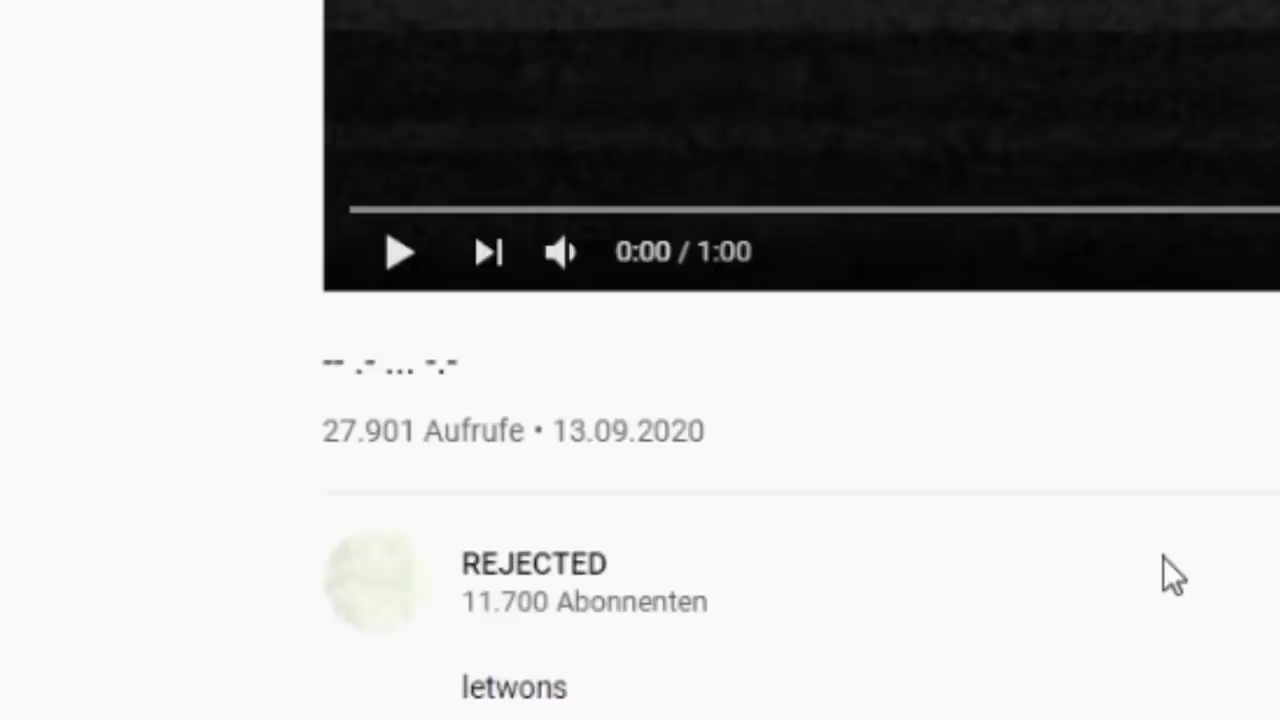 0:00 / 1:00
-- .- ... -.-
27.901 Aufrufe • 13.09.2020
REJECTED
11.700 Abonnenten
letwons